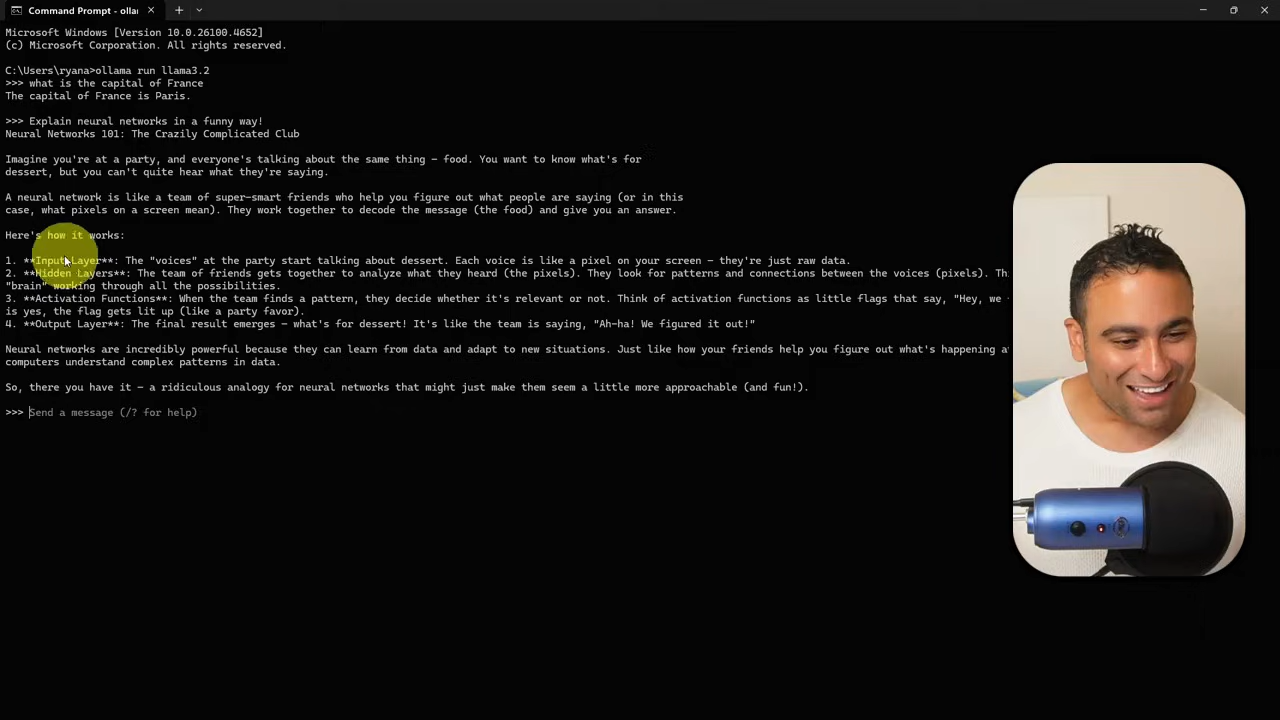 Command Prompt - ollai
Microsoft Windows [Version 10.0.26100.4652]
(c) Microsoft Corporation. All rights reserved.
C:\Users\ryana>ollama run llama3.2
>>> what is the capital of France
The capital of France is Paris.
>>> Explain neural networks in a funny way!
Neural Networks 101: The Crazily Complicated Club
Imagine you're at a party, and everyone's talking about the same thing – food. You want to know what's for
dessert, but you can't quite hear what they're saying.
A neural network is like a team of super-smart friends who help you figure out what people are saying (or in this
case, what pixels on a screen mean). They work together to decode the message (the food) and give you an answer.
Here's how it works:
1. **Input Layer**: The "voices" at the party start talking about dessert. Each voice is like a pixel on your screen – they're just raw data.
2. **Hidden Layers**: The team of friends gets together to analyze what they heard (the pixels). They look for patterns and connections between the voices (pixels). Thi
"brain" working through all the possibilities.
3. **Activation Functions**: When the team finds a pattern, they decide whether it's relevant or not. Think of activation functions as little flags that say, "Hey, we
is yes, the flag gets lit up (like a party favor).
4. **Output Layer**: The final result emerges – what's for dessert! It's like the team is saying, "Ah-ha! We figured it out!"
Neural networks are incredibly powerful because they can learn from data and adapt to new situations. Just like how your friends help you figure out what's happening a
computers understand complex patterns in data.
So, there you have it – a ridiculous analogy for neural networks that might just make them seem a little more approachable (and fun!).
>>> Send a message (/? for help)